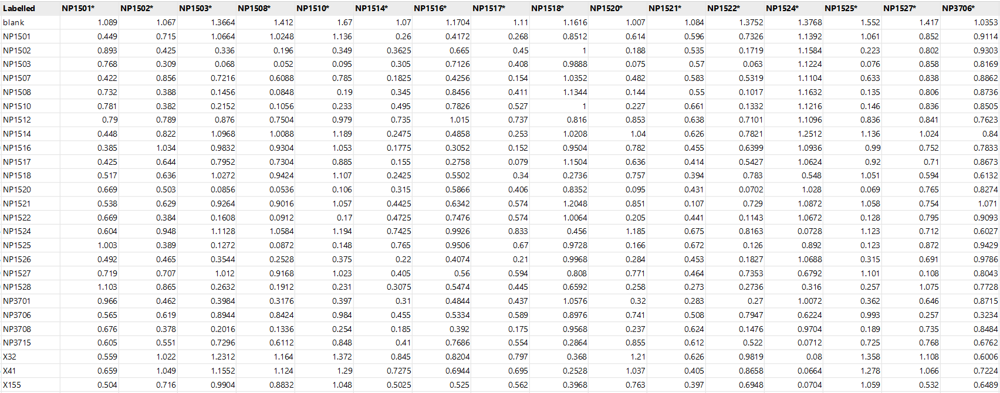 Labelled NP1501* NP1502* NP1503* NP1508* NP1510* NP1514* NP1516* NP1517* NP1518* NP1520* NP1521* NP1522* NP1524* NP1525* NP1527* NP3706*
blank 1.089 1.067 1.3664 1.412 1.67 1.07 1.1704 1.11 1.1616 1.007 1.084 1.3752 1.3768 1.552 1.417 1.0353
NP1501 0.449 0.715 1.0664 1.0248 1.136 0.26 0.4172 0.268 0.8512 0.614 0.596 0.7326 1.1392 1.061 0.852 0.9114
NP1502 0.893 0.425 0.336 0.196 0.349 0.3625 0.665 0.45 1 0.188 0.535 0.1719 1.1584 0.223 0.802 0.9303
NP1503 0.768 0.309 0.068 0.052 0.095 0.305 0.7126 0.408 0.9888 0.075 0.57 0.063 1.1224 0.076 0.858 0.8169
NP1507 0.422 0.856 0.7216 0.6088 0.785 0.1825 0.4256 0.154 1.0352 0.482 0.583 0.5319 1.1104 0.633 0.838 0.8862
NP1508 0.732 0.388 0.1456 0.0848 0.19 0.345 0.8456 0.411 1.1344 0.144 0.55 0.1017 1.1632 0.135 0.806 0.8736
NP1510 0.781 0.382 0.2152 0.1056 0.233 0.495 0.7826 0.527 1 0.227 0.661 0.1332 1.1216 0.146 0.836 0.8505
NP1512 0.79 0.789 0.876 0.7504 0.979 0.735 1.015 0.737 0.816 0.853 0.638 0.7101 1.1096 0.836 0.841 0.7623
NP1514 0.448 0.822 1.0968 1.0088 1.189 0.2475 0.4858 0.253 1.0208 1.04 0.626 0.7821 1.2512 1.136 1.024 0.84
NP1516 0.385 1.034 0.9832 0.9304 1.053 0.1775 0.3052 0.152 0.9504 0.782 0.455 0.6399 1.0936 0.99 0.752 0.7833
NP1517 0.425 0.644 0.7952 0.7304 0.885 0.155 0.2758 0.079 1.1504 0.636 0.414 0.5427 1.0624 0.92 0.71 0.8673
NP1518 0.517 0.636 1.0272 0.9424 1.107 0.2425 0.5502 0.34 0.2736 0.757 0.394 0.783 0.548 1.051 0.594 0.6132
NP1520 0.669 0.503 0.0856 0.0536 0.106 0.315 0.5866 0.406 0.8352 0.095 0.431 0.0702 1.028 0.069 0.765 0.8274
NP1521 0.538 0.629 0.9264 0.9016 1.057 0.4425 0.6342 0.574 1.2048 0.851 0.107 0.729 1.0872 1.058 0.754 1.071
NP1522 0.669 0.384 0.1608 0.0912 0.17 0.4725 0.7476 0.574 1.0064 0.205 0.441 0.1143 1.0672 0.128 0.795 0.9093
NP1524 0.604 0.948 1.1128 1.0584 1.194 0.7425 0.9926 0.833 0.456 1.185 0.675 0.8163 0.0728 1.123 0.712 0.6027
NP1525 1.003 0.389 0.1272 0.0872 0.148 0.765 0.9506 0.67 0.9728 0.166 0.672 0.126 0.892 0.123 0.872 0.9429
NP1526 0.492 0.465 0.3544 0.2528 0.375 0.22 0.4074 0.21 0.9968 0.284 0.453 0.1827 1.0688 0.315 0.691 0.9786
NP1527 0.719 0.707 1.012 0.9168 1.023 0.405 0.56 0.594 0.808 0.771 0.464 0.7353 0.6792 1.101 0.108 0.8043
NP1528 1.103 0.865 0.2632 0.1912 0.231 0.3075 0.5474 0.445 0.6592 0.258 0.273 0.2736 0.316 0.257 1.075 0.7728
NP3701 0.966 0.462 0.3984 0.3176 0.397 0.31 0.4844 0.437 1.0576 0.32 0.283 0.27 1.0072 0.362 0.646 0.8715
NP3706 0.565 0.619 0.8944 0.8424 0.984 0.455 0.5334 0.589 0.8976 0.741 0.508 0.7947 0.6224 0.993 0.257 0.3234
NP3708 0.676 0.378 0.2016 0.1336 0.254 0.185 0.392 0.175 0.9568 0.237 0.624 0.1476 0.9704 0.189 0.735 0.8484
NP3715 0.605 0.551 0.7296 0.6112 0.848 0.41 0.7686 0.554 0.2864 0.855 0.612 0.522 0.0712 0.725 0.768 0.6762
X32 0.559 1.022 1.2312 1.164 1.372 0.845 0.8204 0.797 0.368 1.21 0.626 0.9819 0.08 1.358 1.108 0.6006
X41 0.659 1.049 1.1552 1.124 1.29 0.7275 0.6944 0.695 0.2528 1.037 0.405 0.8658 0.0664 1.278 1.066 0.7224
X155 0.504 0.716 0.9904 0.8832 1.048 0.5025 0.525 0.562 0.3968 0.763 0.397 0.6948 0.0704 1.059 0.532 0.6489